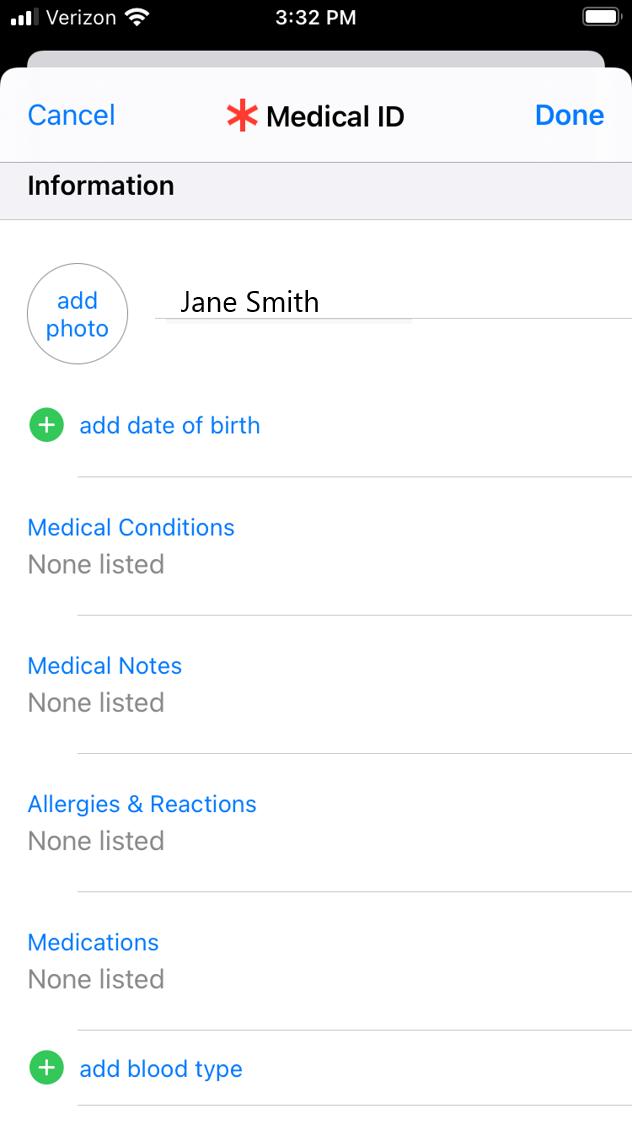 Verizon 3:32 PM
Cancel Medical ID Done
Information
add
photo
Jane Smith
add date of birth
Medical Conditions
None listed
Medical Notes
None listed
Allergies & Reactions
None listed
Medications
None listed
add blood type